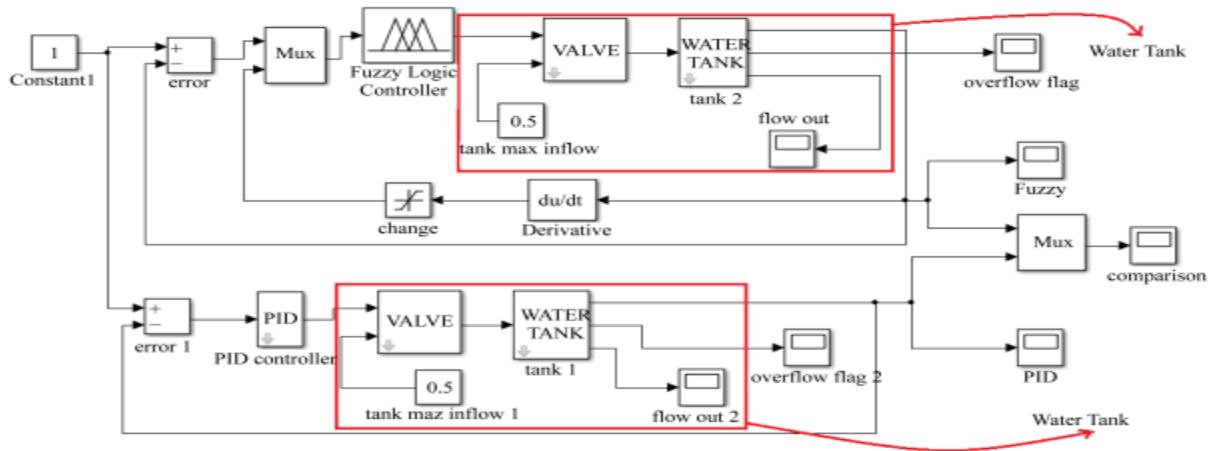 1
Constant1
+
−
error
Mux
Fuzzy Logic
Controller
VALVE
WATER
TANK
tank 2
0.5
tank max inflow
flow out
overflow flag
Water Tank
change
du/dt
Derivative
Fuzzy
Mux
comparison
+
−
error 1
PID
PID controller
VALVE
WATER
TANK
tank 1
0.5
tank maz inflow 1
flow out 2
overflow flag 2
PID
Water Tank